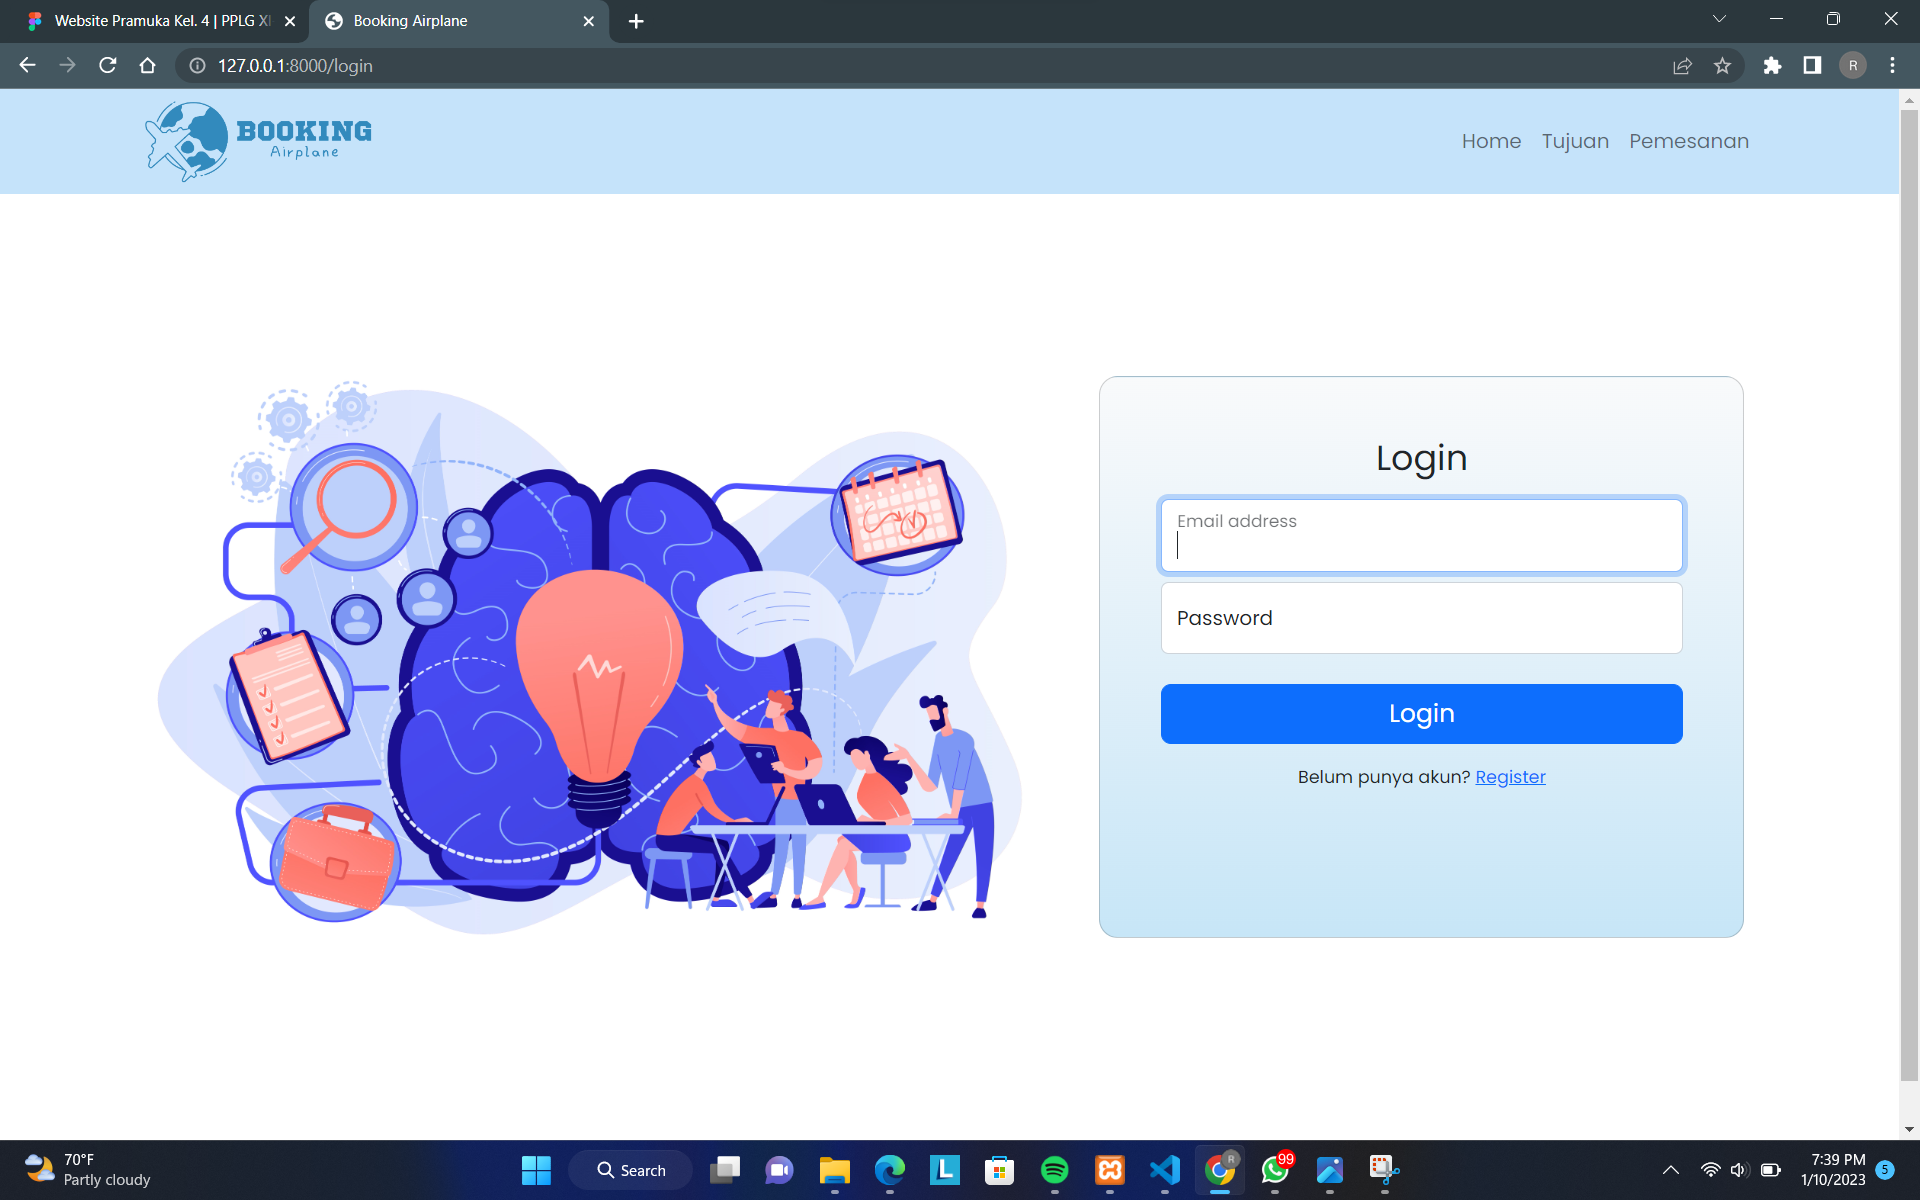 Website Pramuka Kel. 4 | PPLG XI
Booking Airplane
127.0.0.1:8000/login
R
BOOKING
Airplane
Home Tujuan Pemesanan
Login
Email address
Password
Login
Belum punya akun? Register
70°F
Partly cloudy
Search
L
R
99
7:39 PM
1/10/2023
5